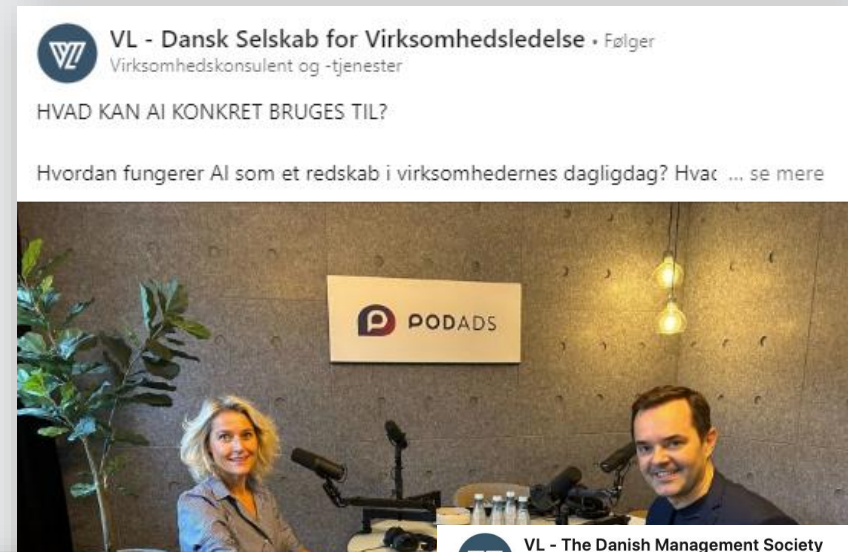 VL - Dansk Selskab for Virksomhedsledelse • Følger
Virksomhedskonsulent og -tjenester
HVAD KAN AI KONKRET BRUGES TIL?
Hvordan fungerer AI som et redskab i virksomhedernes dagligdag? Hvad ... se mere
PODADS
VL - The Danish Management Society